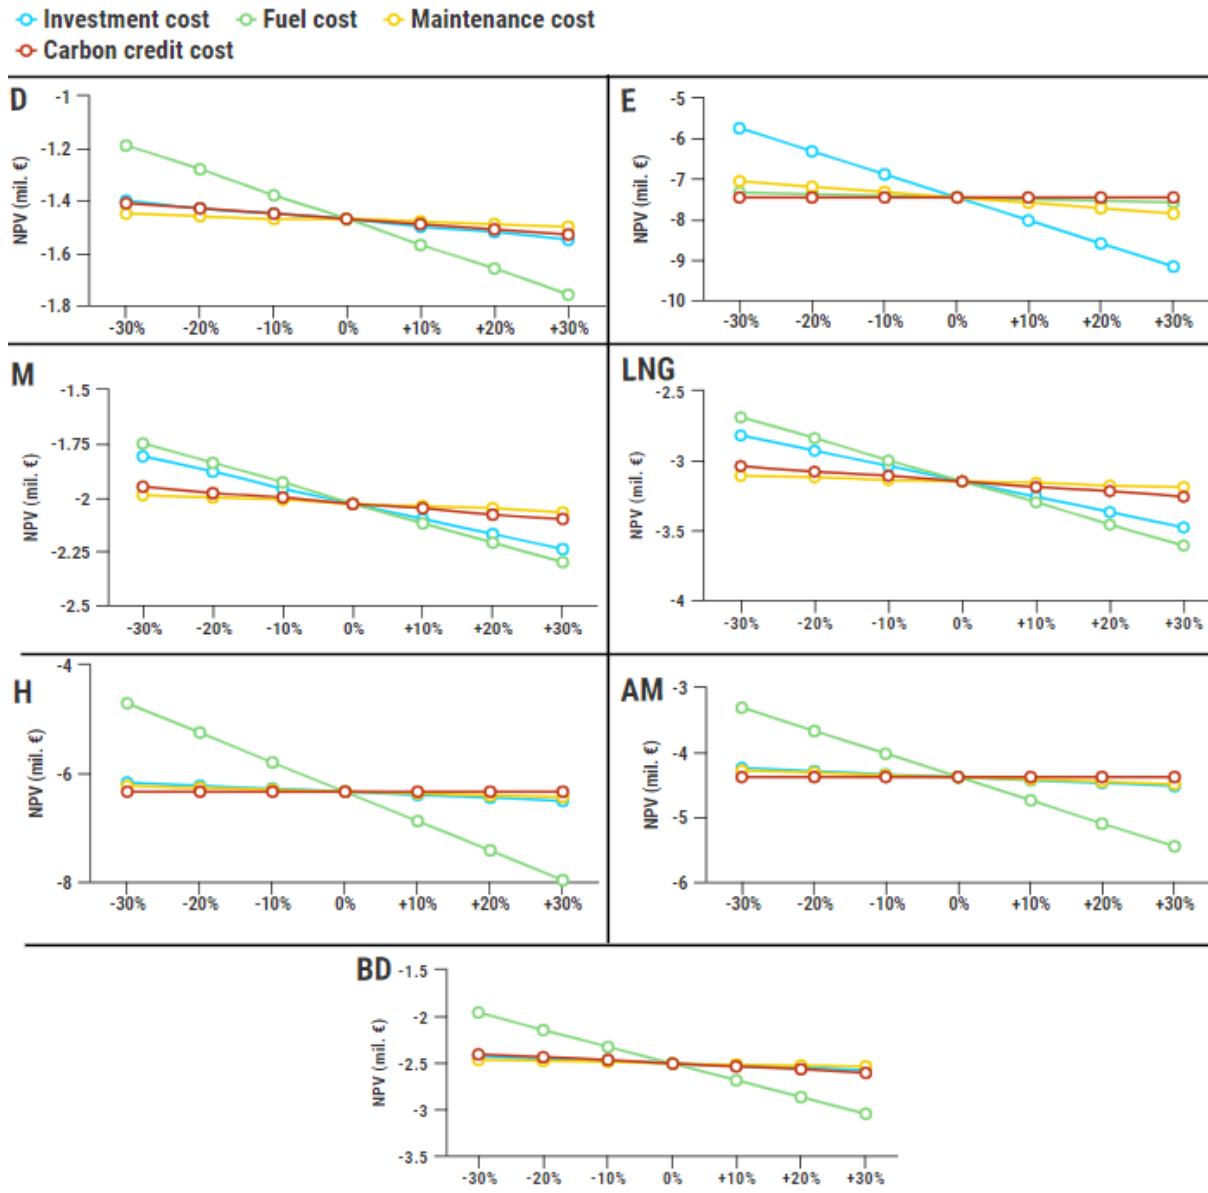 Investment cost Fuel cost Maintenance cost
Carbon credit cost
D
NPV (mil. €)
-1
-1.2
-1.4
-1.6
-1.8
-30% -20% -10% 0% +10% +20% +30%
E
NPV (mil. €)
-5
-6
-7
-8
-9
-10
-30% -20% -10% 0% +10% +20% +30%
M
NPV (mil. €)
-1.5
-1.75
-2
-2.25
-2.5
-30% -20% -10% 0% +10% +20% +30%
LNG
NPV (mil. €)
-2.5
-3
-3.5
-4
-30% -20% -10% 0% +10% +20% +30%
H
NPV (mil. €)
-4
-6
-8
-30% -20% -10% 0% +10% +20% +30%
AM
NPV (mil. €)
-3
-4
-5
-6
-30% -20% -10% 0% +10% +20% +30%
BD
NPV (mil. €)
-1.5
-2
-2.5
-3
-3.5
-30% -20% -10% 0% +10% +20% +30%